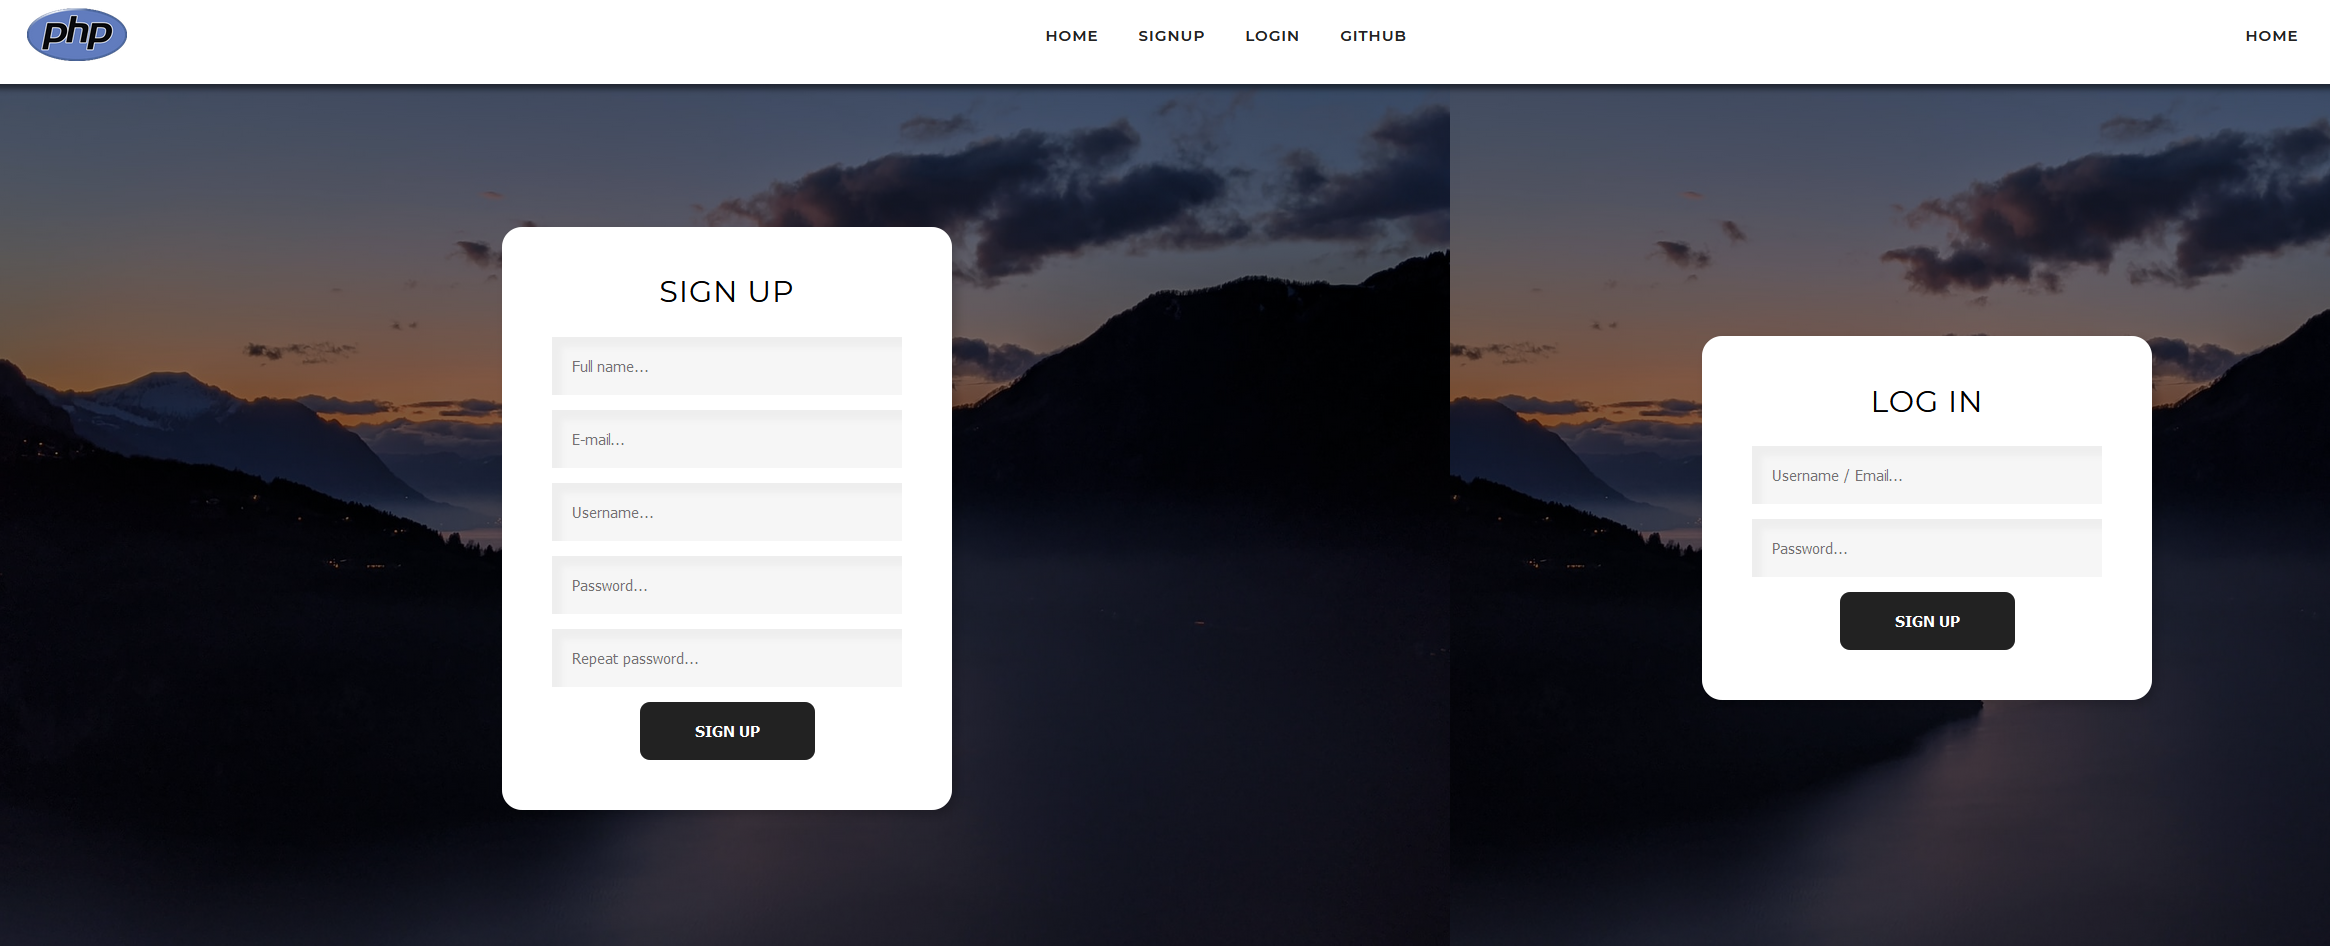 php
HOME SIGNUP LOGIN GITHUB HOME
SIGN UP
Full name...
E-mail...
Username...
Password...
Repeat password...
SIGN UP
LOG IN
Username / Email...
Password...
SIGN UP